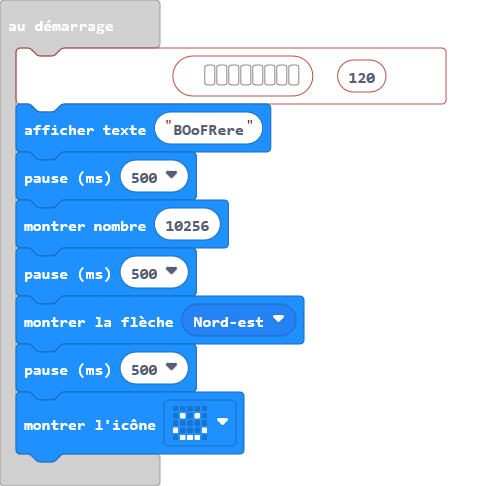 au démarrage
120
afficher texte "BOoFRere"
pause (ms) 500
montrer nombre 10256
pause (ms) 500
montrer la flèche Nord-est
pause (ms) 500
montrer l'icône